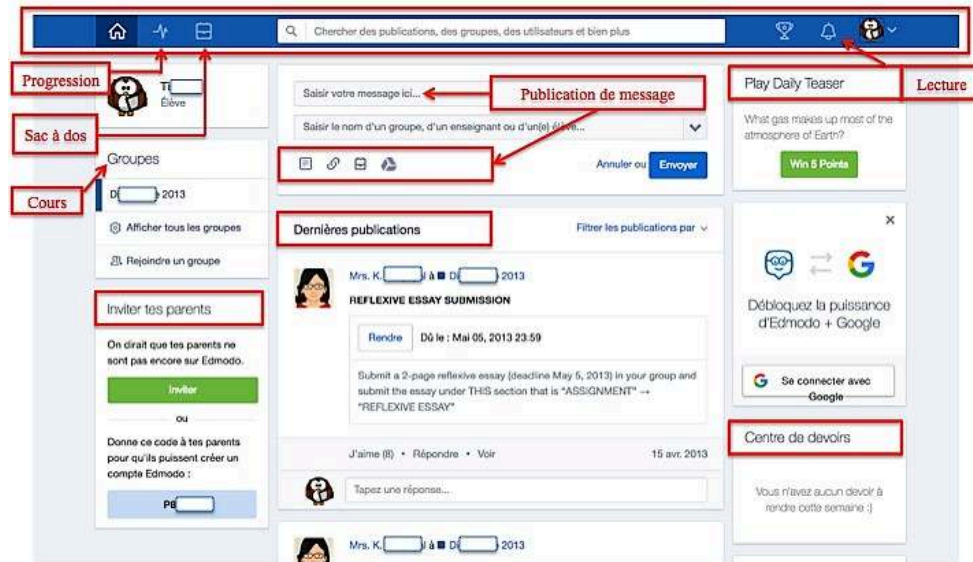 Chercher des publications, des groupes, des utilisateurs et bien plus
Progression
Sac à dos
Cours
Élève
Groupes
2013
Afficher tous les groupes
Rejoindre un groupe
Inviter tes parents
On dirait que tes parents ne
sont pas encore sur Edmodo.
Inviter
ou
Donne ce code à tes parents
pour qu'ils puissent créer un
compte Edmodo :
PB
Saisir votre message ici...
Publication de message
Saisir le nom d'un groupe, d'un enseignant ou d'un(e) élève...
Annuler ou Envoyer
Dernières publications
Filtrer les publications par
Mrs. K. à 2013
REFLEXIVE ESSAY SUBMISSION
Rendre Dû le : Mai 05, 2013 23:59
Submit a 2-page reflexive essay (deadline May 5, 2013) in your group and
submit the essay under THIS section that is "ASSIGNMENT" →
"REFLEXIVE ESSAY"
J'aime (8) • Répondre • Voir 15 avr. 2013
Tapez une réponse...
Mrs. K. à 2013
Lecture
Play Daily Teaser
What gas makes up most of the
atmosphere of Earth?
Win 5 Points
×
Débloquez la puissance
d'Edmodo + Google
G Se connecter avec
Google
Centre de devoirs
Vous n'avez aucun devoir à
rendre cette semaine :)